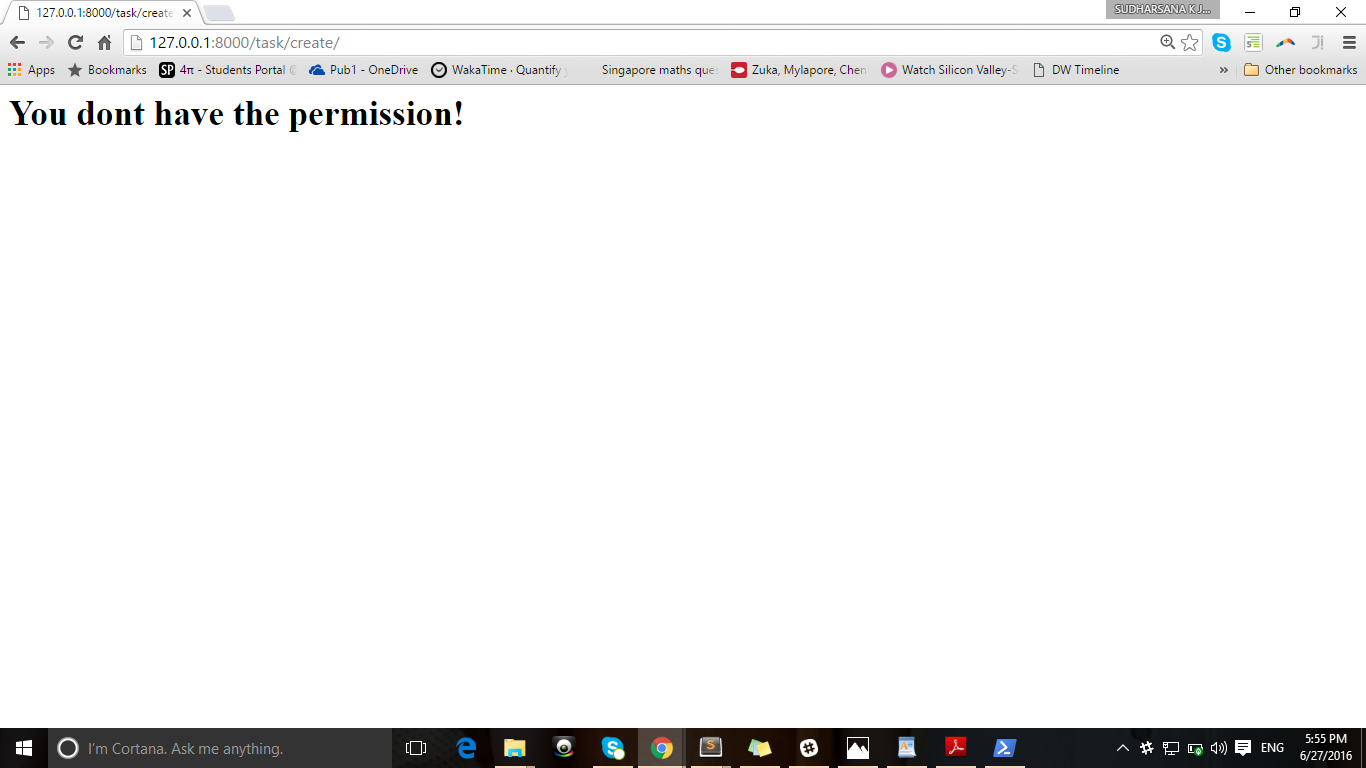 127.0.0.1:8000/task/create
SUDHARSANA K J...
127.0.0.1:8000/task/create/
Apps Bookmarks SP 4π - Students Portal Pub1 - OneDrive WakaTime · Quantify Singapore maths que Zuka, Mylapore, Chen Watch Silicon Valley-S DW Timeline » Other bookmarks
You dont have the permission!
I'm Cortana. Ask me anything.
ENG
5:55 PM
6/27/2016